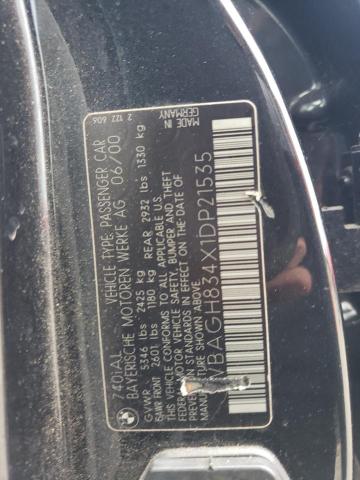 740iAL VEHICLE TYPE: PASSENGER CAR
BAYERISCHE MOTOREN WERKE AG 06/00
GVWR 5346 lbs 2425 kg
GAWR FRONT 2601 lbs 1180 kg REAR 2932 lbs 1330 kg
THIS VEHICLE CONFORMS TO ALL APPLICABLE U.S.
FEDERAL MOTOR VEHICLE SAFETY, BUMPER AND THEFT
PREVENTION STANDARDS IN EFFECT ON THE DATE OF
MANUFACTURE SHOWN ABOVE.
WBAGH834X1DP21535
2 122 606
MADE IN
GERMANY